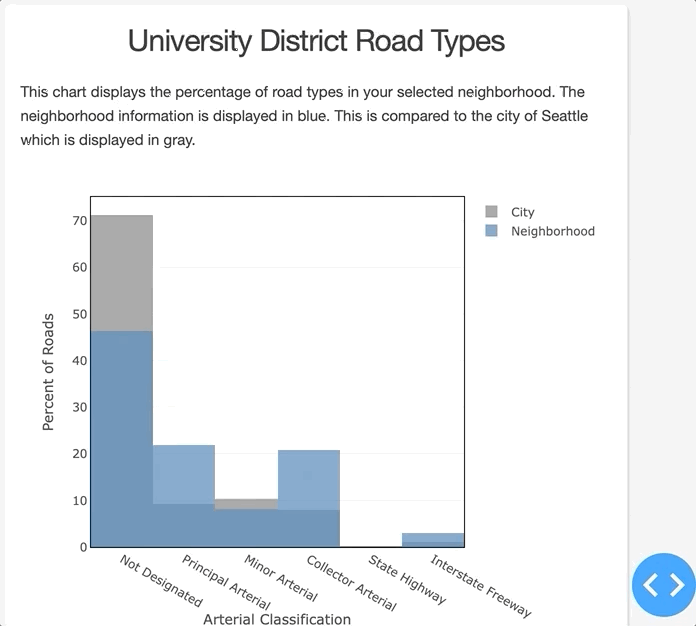 University District Road Types
This chart displays the percentage of road types in your selected neighborhood. The
neighborhood information is displayed in blue. This is compared to the city of Seattle
which is displayed in gray.
City
Neighborhood
Percent of Roads
70
60
50
40
30
20
10
0
Not Designated
Principal Arterial
Minor Arterial
Collector Arterial
State Highway
Interstate Freeway
Arterial Classification